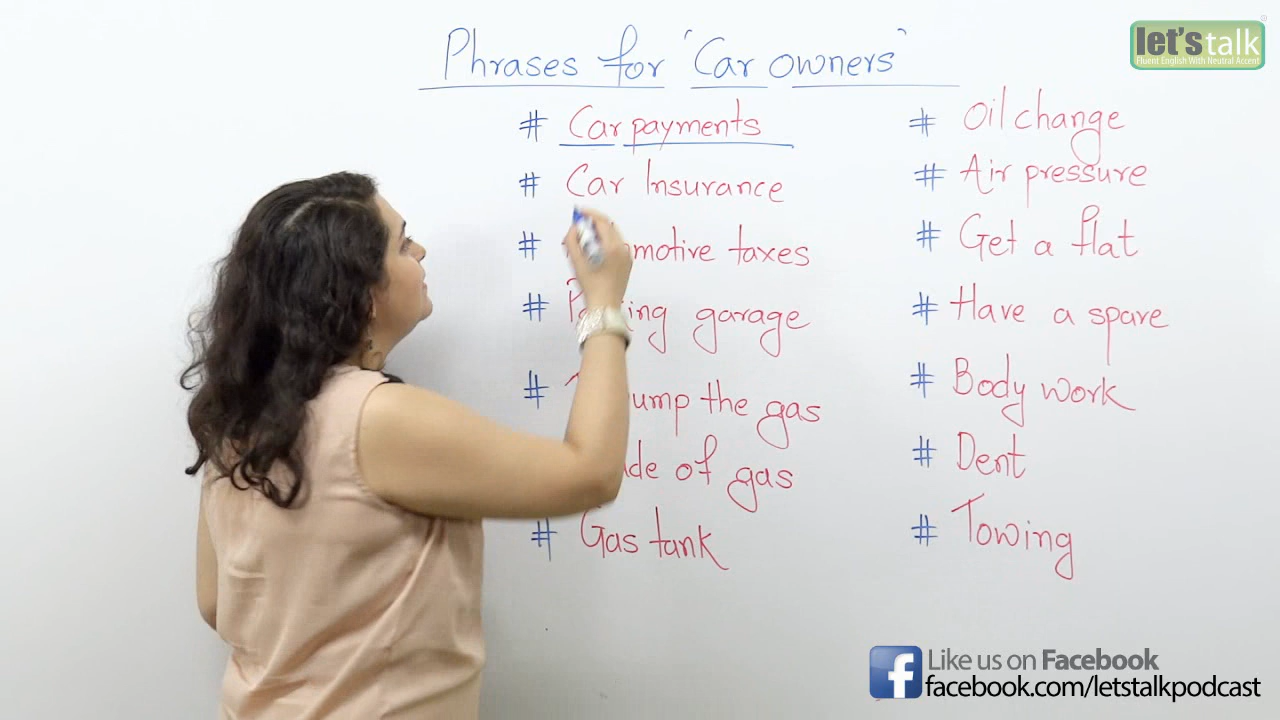 Phrases for 'Car owners'
# Car payments
# Car Insurance
# motive taxes
# garage
# the gas
of gas
# Gas tank
# Oil change
# Air pressure
# Get a flat
# Have a spare
# Body work
# Dent
# Towing
let's talk
Fluent English With Neutral Accent
Like us on Facebook
facebook.com/letstalkpodcast